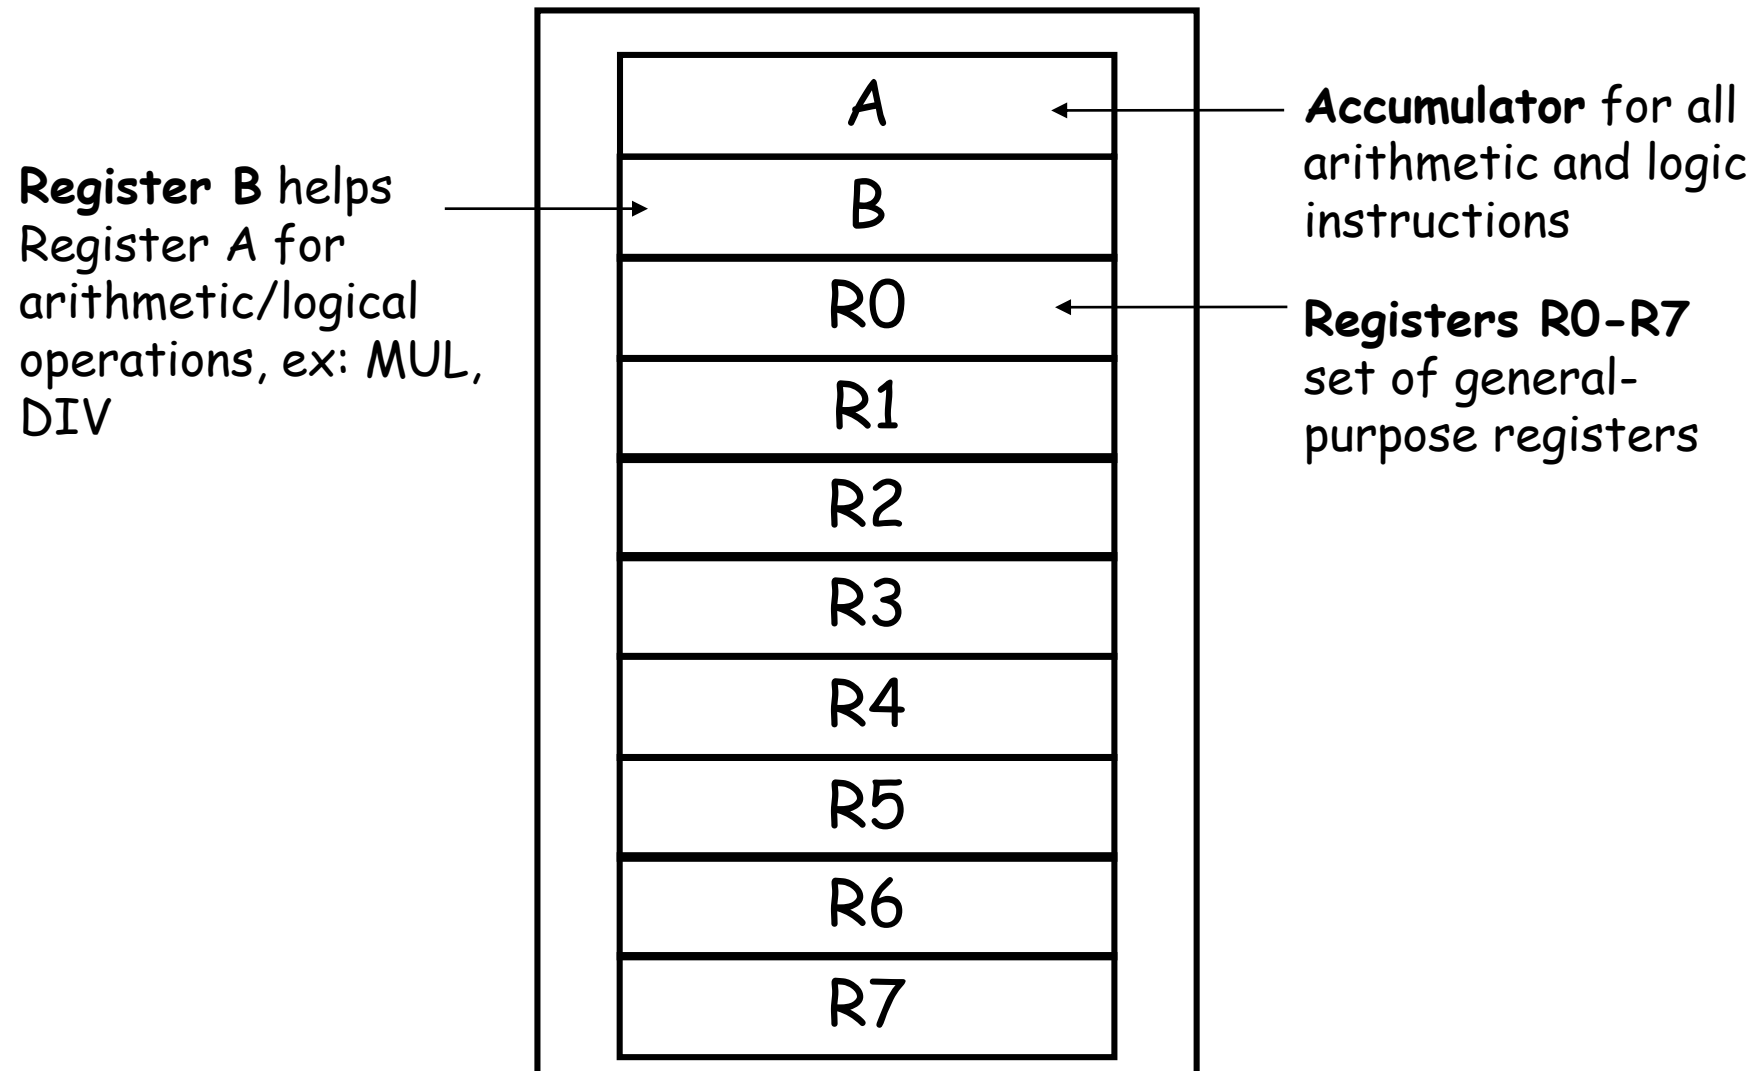 Register B helps
Register A for
arithmetic/logical
operations, ex: MUL,
DIV
A
B
R0
R1
R2
R3
R4
R5
R6
R7
Accumulator for all
arithmetic and logic
instructions
Registers R0-R7
set of general-
purpose registers